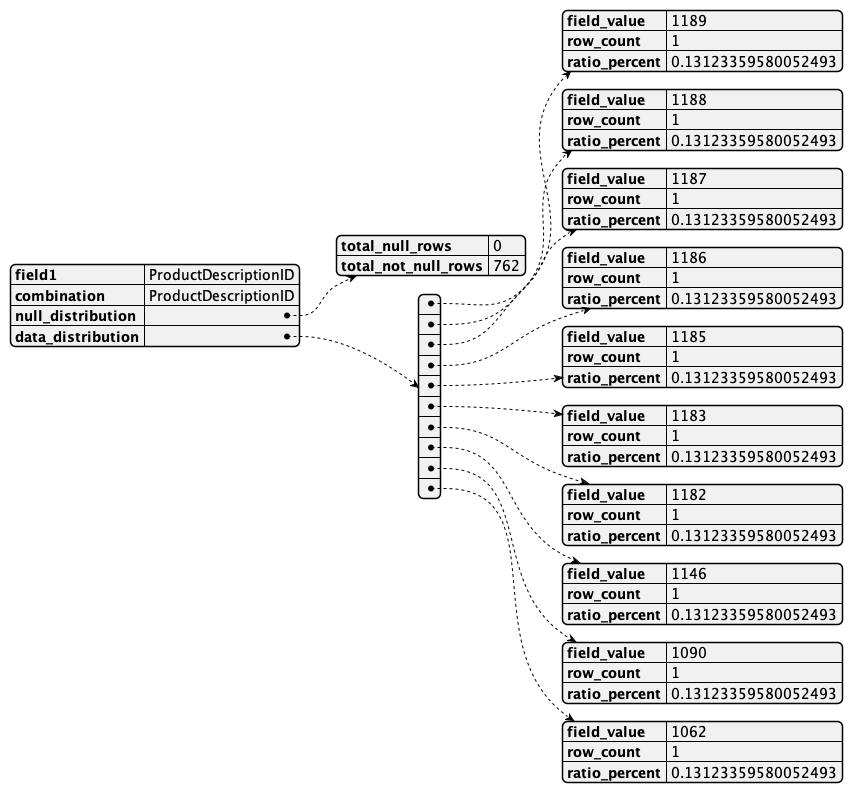 field1 ProductDescriptionID
combination ProductDescriptionID
null_distribution
data_distribution
total_null_rows 0
total_not_null_rows 762
field_value 1189
row_count 1
ratio_percent 0.13123359580052493
field_value 1188
row_count 1
ratio_percent 0.13123359580052493
field_value 1187
row_count 1
ratio_percent 0.13123359580052493
field_value 1186
row_count 1
ratio_percent 0.13123359580052493
field_value 1185
row_count 1
ratio_percent 0.13123359580052493
field_value 1183
row_count 1
ratio_percent 0.13123359580052493
field_value 1182
row_count 1
ratio_percent 0.13123359580052493
field_value 1146
row_count 1
ratio_percent 0.13123359580052493
field_value 1090
row_count 1
ratio_percent 0.13123359580052493
field_value 1062
row_count 1
ratio_percent 0.13123359580052493